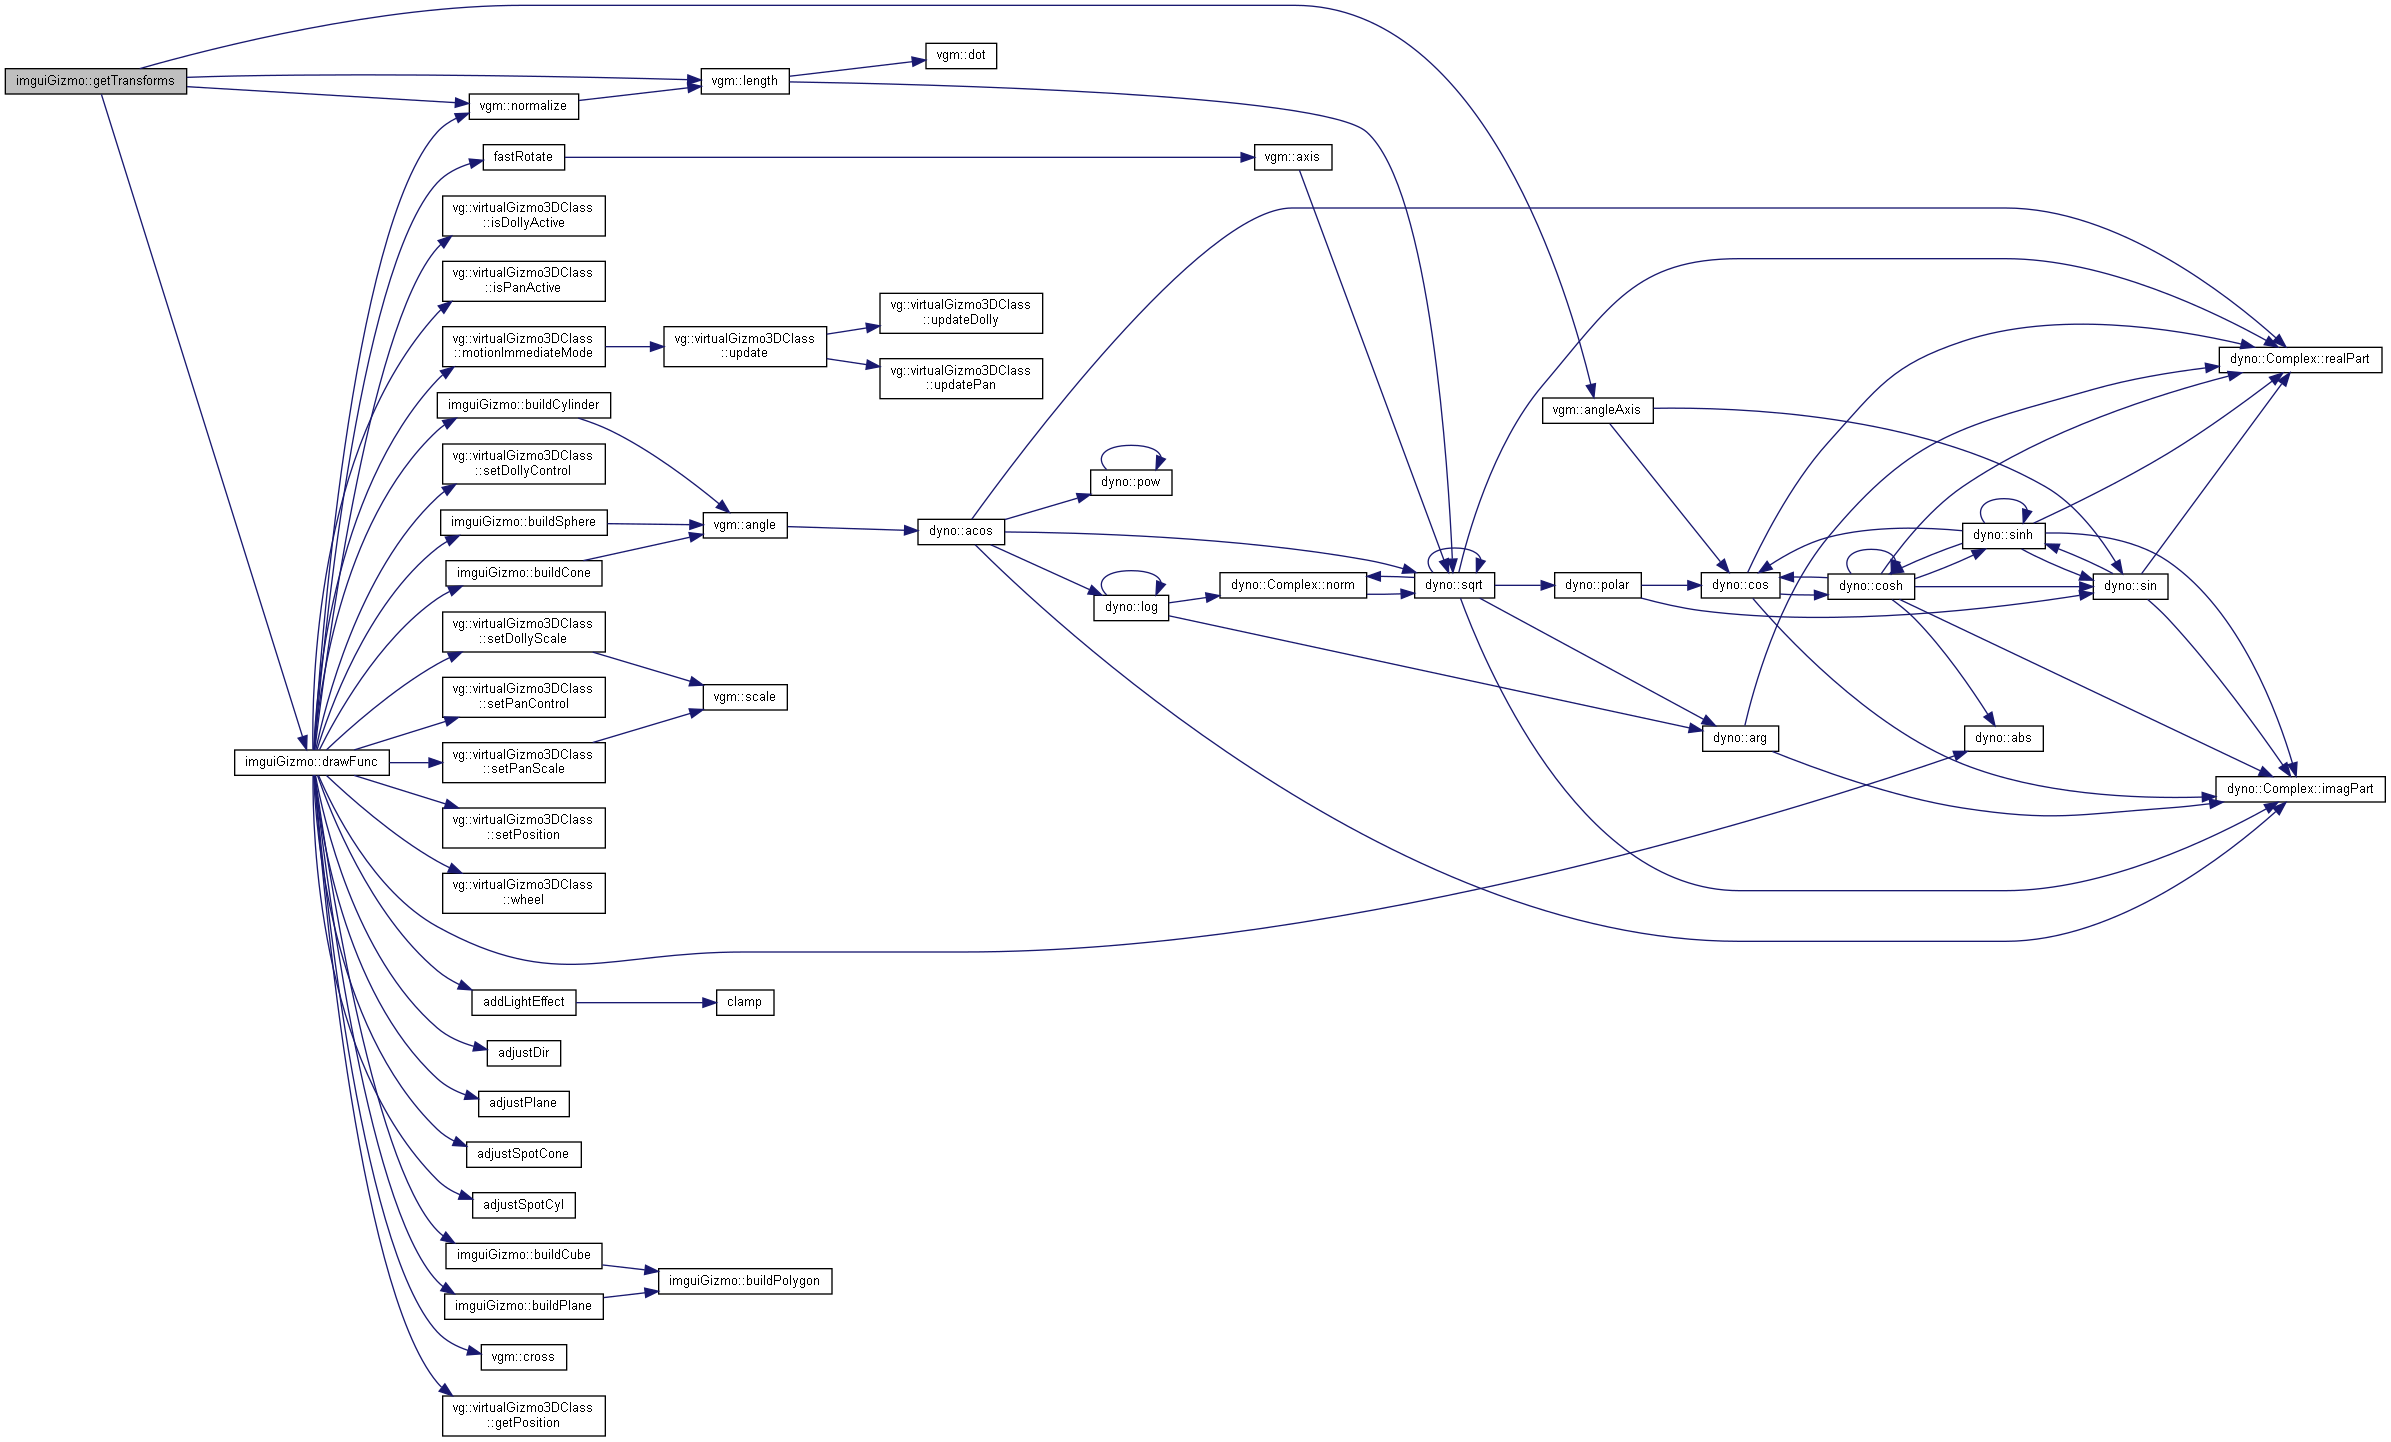 imguiGizmo::getTransforms
vgm::length
vgm::dot
vgm::normalize
fastRotate
vgm::axis
vg::virtualGizmo3DClass
::isDollyActive
vg::virtualGizmo3DClass
::isPanActive
vg::virtualGizmo3DClass
::motionImmediateMode
vg::virtualGizmo3DClass
::update
vg::virtualGizmo3DClass
::updateDolly
vg::virtualGizmo3DClass
::updatePan
dyno::Complex::realPart
imguiGizmo::buildCylinder
vgm::angleAxis
vg::virtualGizmo3DClass
::setDollyControl
dyno::pow
imguiGizmo::buildSphere
vgm::angle
dyno::acos
dyno::sinh
imguiGizmo::buildCone
dyno::log
dyno::Complex::norm
dyno::sqrt
dyno::polar
dyno::cos
dyno::cosh
dyno::sin
vg::virtualGizmo3DClass
::setDollyScale
vg::virtualGizmo3DClass
::setPanControl
vgm::scale
dyno::arg
dyno::abs
imguiGizmo::drawFunc
vg::virtualGizmo3DClass
::setPanScale
dyno::Complex::imagPart
vg::virtualGizmo3DClass
::setPosition
vg::virtualGizmo3DClass
::wheel
addLightEffect
clamp
adjustDir
adjustPlane
adjustSpotCone
adjustSpotCyl
imguiGizmo::buildCube
imguiGizmo::buildPolygon
imguiGizmo::buildPlane
vgm::cross
vg::virtualGizmo3DClass
::getPosition